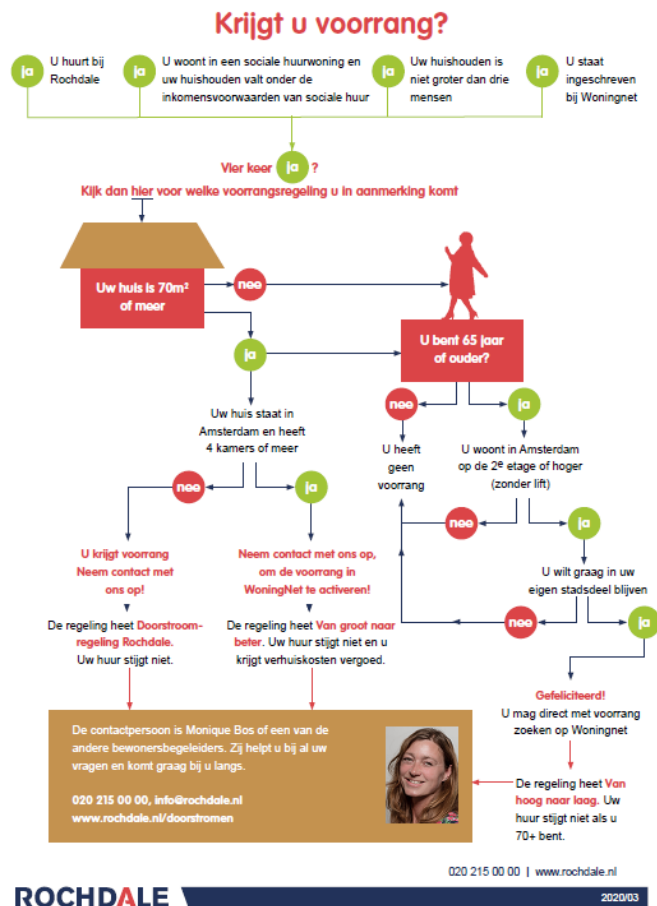 Krijgt u voorrang?
ja
U huurt bij
Rochdale
ja
U woont in een sociale huurwoning en
uw huishouden valt onder de
inkomensvoorwaarden van sociale huur
ja
Uw huishouden is
niet groter dan drie
mensen
ja
U staat
ingeschreven
bij Woningnet
Vier keer ja ?
Kijk dan hier voor welke voorrangsregeling u in aanmerking komt
Uw huis is 70m²
of meer
nee
ja
U bent 65 jaar
of ouder?
nee
ja
Uw huis staat in
Amsterdam en heeft
4 kamers of meer
U heeft
geen
voorrang
U woont in Amsterdam
op de 2e etage of hoger
(zonder lift)
nee
ja
nee
ja
U krijgt voorrang
Neem contact met
ons op!
Neem contact met ons op,
om de voorrang in
WoningNet te activeren!
U wilt graag in uw
eigen stadsdeel blijven
nee
ja
De regeling heet Doorstroom-
regeling Rochdale.
Uw huur stijgt niet.
De regeling heet Van groot naar
beter. Uw huur stijgt niet en u
krijgt verhuiskosten vergoed.
Gefeliciteerd!
U mag direct met voorrang
zoeken op Woningnet
De regeling heet Van
hoog naar laag. Uw
huur stijgt niet als u
70+ bent.
De contactpersoon is Monique Bos of een van de
andere bewonersbegeleiders. Zij helpt u bij al uw
vragen en komt graag bij u langs.
020 215 00 00, info@rochdale.nl
www.rochdale.nl/doorstromen
020 215 00 00 | www.rochdale.nl
ROCHDALE
2020/03